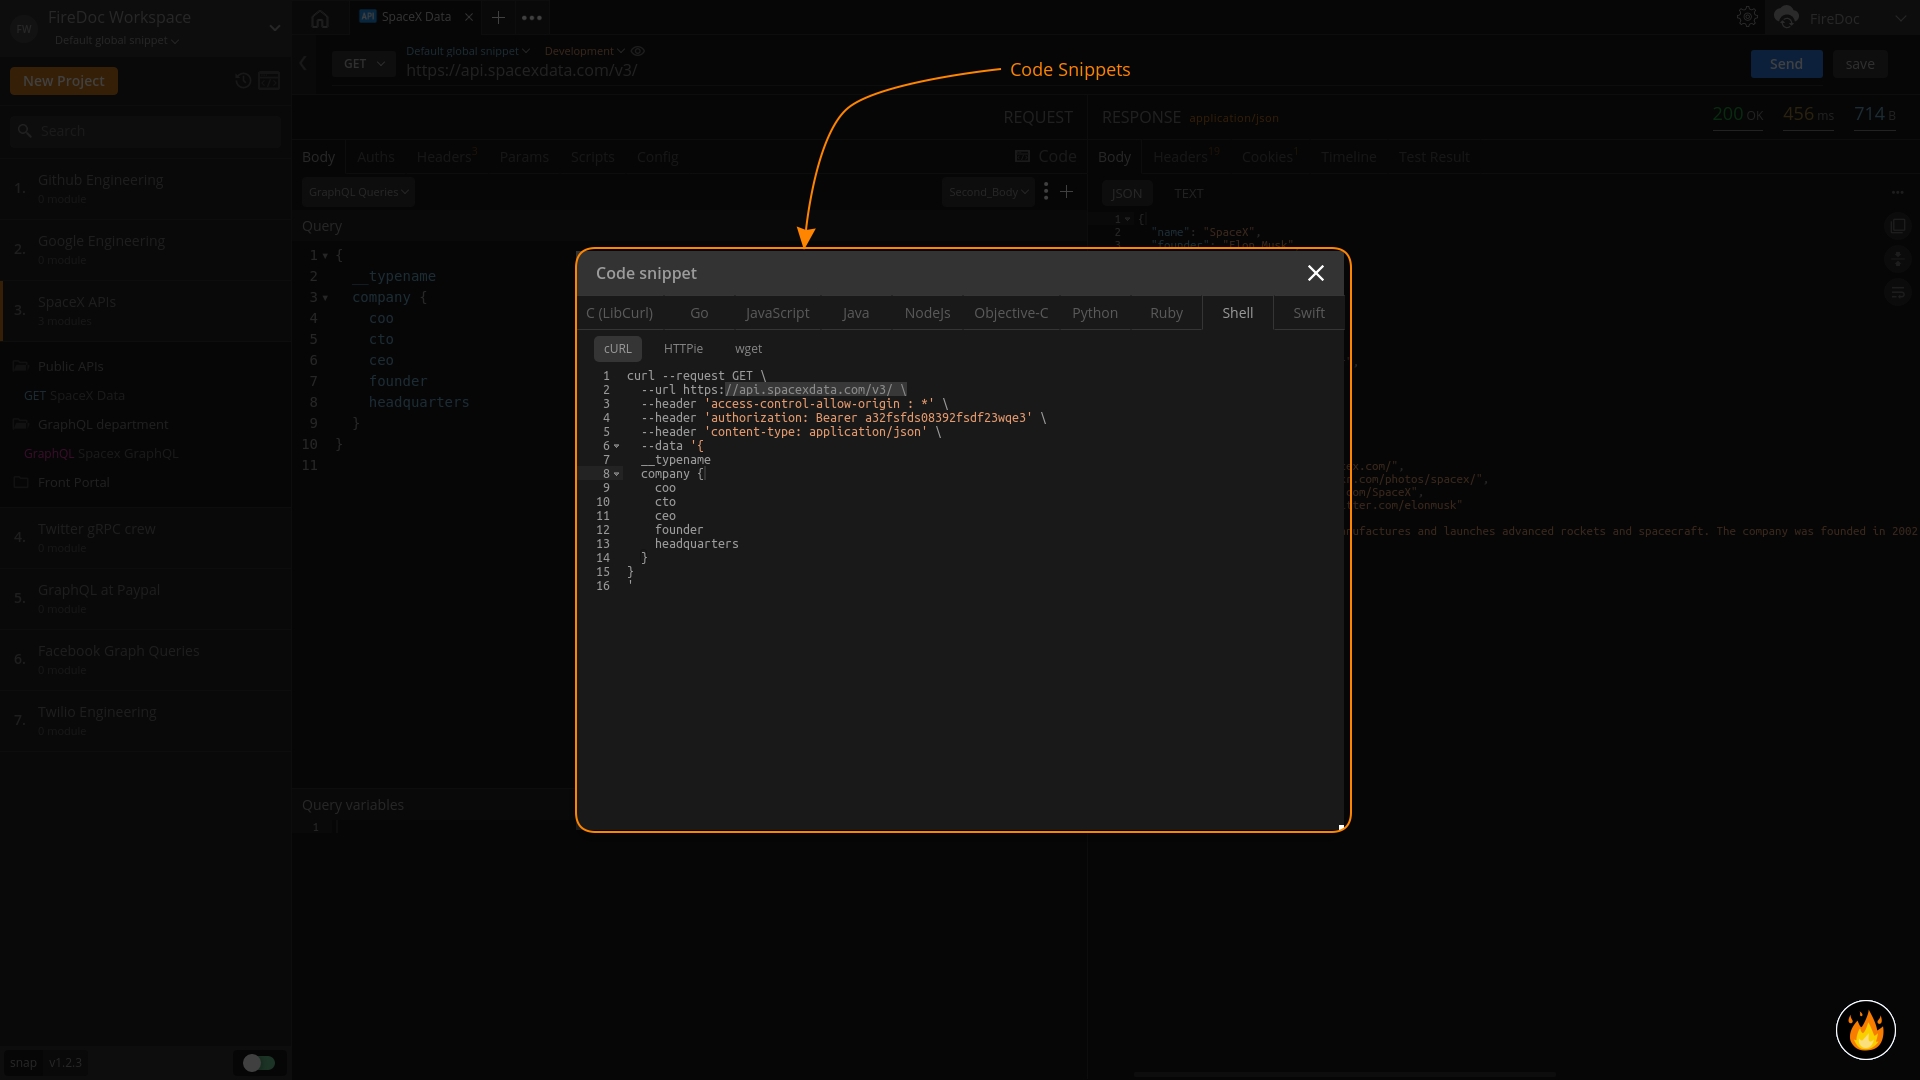 FW
FireDoc Workspace
Default global snippet
API SpaceX Data
FireDoc
New Project
GET
Default global snippet
Development
https://api.spacexdata.com/v3/
Send
save
Code Snippets
Search
REQUEST
RESPONSE application/json
200 OK
456 ms
714 B
Body Auths Headers3 Params Scripts Config
Code
Body Headers19 Cookies1 Timeline Test Result
GraphQL Queries
Second_Body
JSON TEXT
1. Github Engineering
0 module
2. Google Engineering
0 module
3. SpaceX APIs
3 modules
Public APIs
GET SpaceX Data
GraphQL department
GraphQL Spacex GraphQL
Front Portal
4. Twitter gRPC crew
0 module
5. GraphQL at Paypal
0 module
6. Facebook Graph Queries
0 module
7. Twilio Engineering
0 module
snap v1.2.3
Query
1 {
2 __typename
3 company {
4 coo
5 cto
6 ceo
7 founder
8 headquarters
9 }
10 }
11
Query variables
1
1 {
2 "name": "SpaceX",
3 "founder": "Elon Musk",
Code snippet
C (LibCurl) Go JavaScript Java NodeJs Objective-C Python Ruby Shell Swift
cURL HTTPie wget
1 curl --request GET \
2 --url https://api.spacexdata.com/v3/ \
3 --header 'access-control-allow-origin : *' \
4 --header 'authorization: Bearer a32fsfds08392fsdf23wqe3' \
5 --header 'content-type: application/json' \
6 --data '{
7 __typename
8 company {
9 coo
10 cto
11 ceo
12 founder
13 headquarters
14 }
15 }
16 '
ex.com/",
r.com/photos/spacex/",
com/SpaceX",
tter.com/elonmusk"
nufactures and launches advanced rockets and spacecraft. The company was founded in 2002